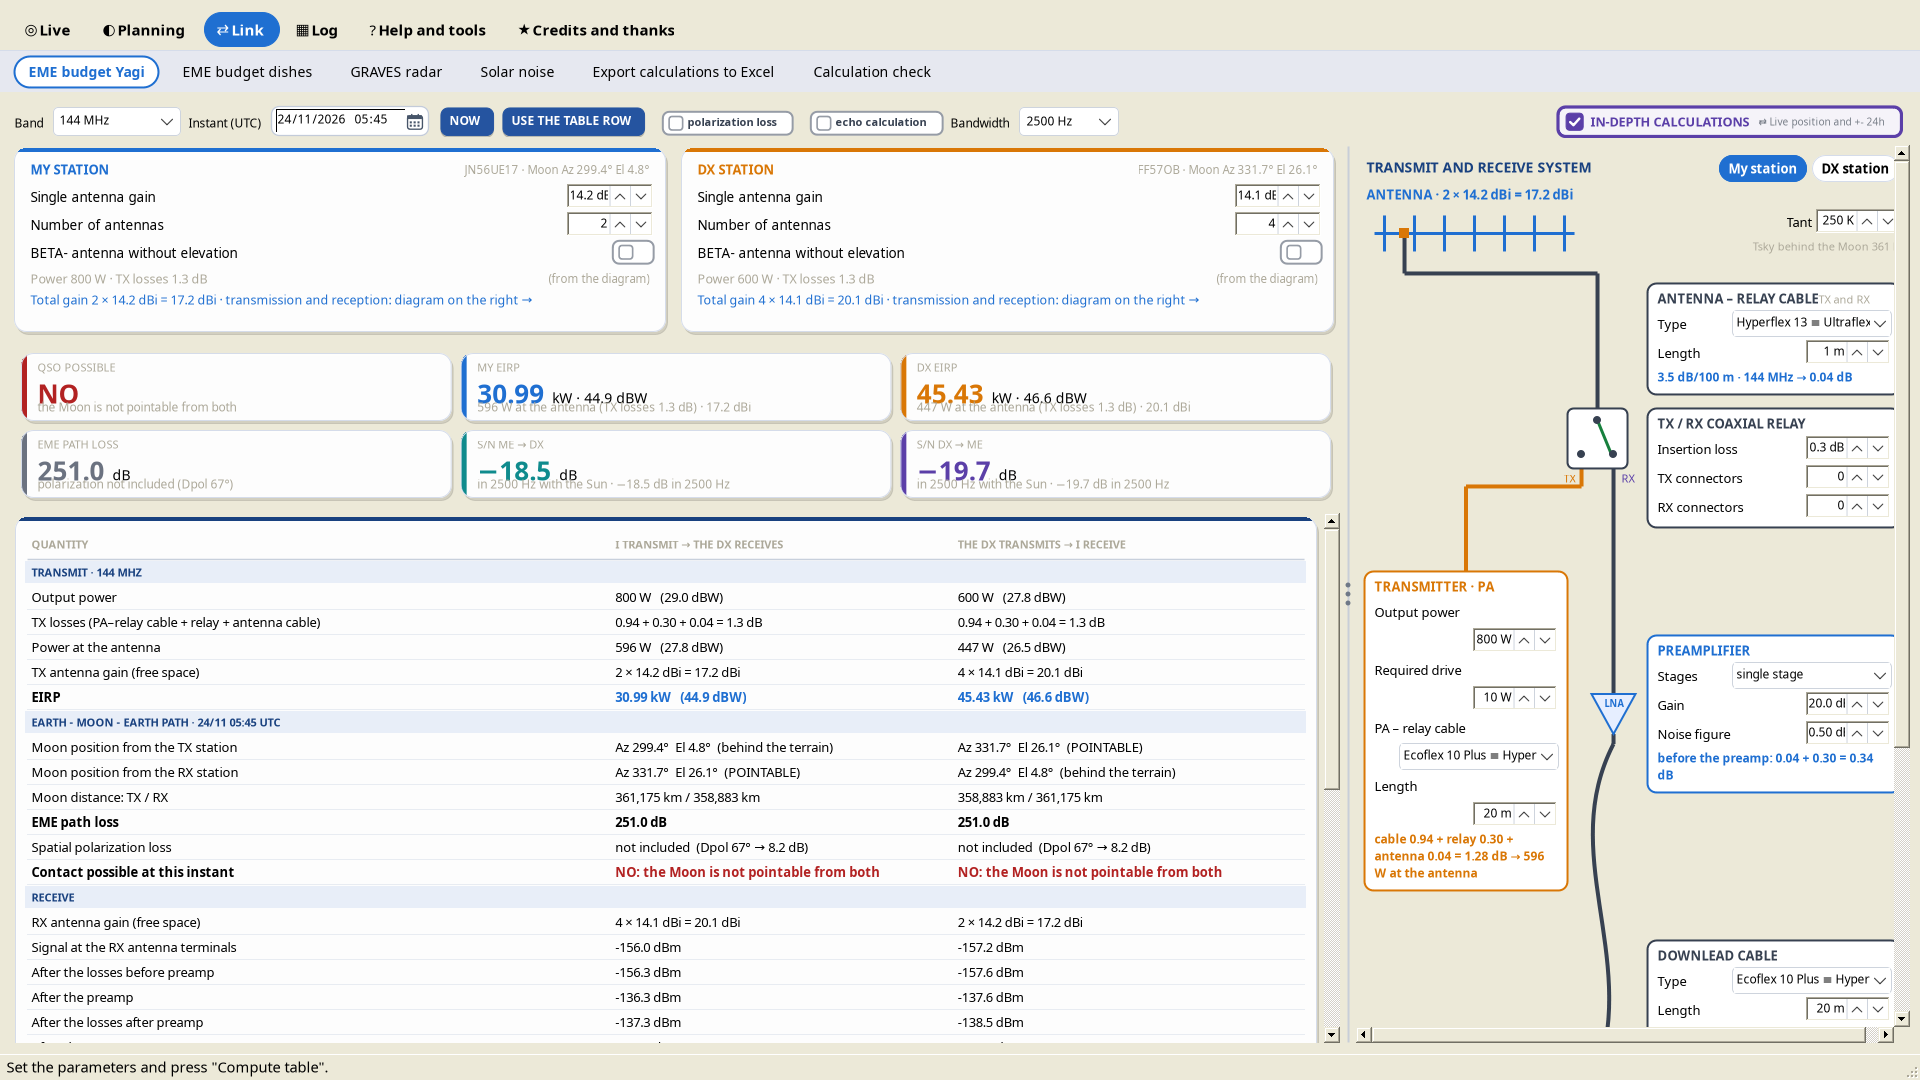 ◎ Live ◐ Planning ⇄ Link ▦ Log ? Help and tools ★ Credits and thanks
EME budget Yagi EME budget dishes GRAVES radar Solar noise Export calculations to Excel Calculation check
Band 144 MHz Instant (UTC) 24/11/2026 05:45 NOW USE THE TABLE ROW polarization loss echo calculation Bandwidth 2500 Hz IN-DEPTH CALCULATIONS ⇄ Live position and +- 24h
MY STATION JN56UE17 · Moon Az 299.4° El 4.8°
Single antenna gain 14.2 dE
Number of antennas 2
BETA- antenna without elevation
Power 800 W · TX losses 1.3 dB (from the diagram)
Total gain 2 × 14.2 dBi = 17.2 dBi · transmission and reception: diagram on the right →
DX STATION FF57OB · Moon Az 331.7° El 26.1°
Single antenna gain 14.1 dE
Number of antennas 4
BETA- antenna without elevation
Power 600 W · TX losses 1.3 dB (from the diagram)
Total gain 4 × 14.1 dBi = 20.1 dBi · transmission and reception: diagram on the right →
QSO POSSIBLE
NO
the Moon is not pointable from both
MY EIRP
30.99 kW · 44.9 dBW
596 W at the antenna (TX losses 1.3 dB) · 17.2 dBi
DX EIRP
45.43 kW · 46.6 dBW
447 W at the antenna (TX losses 1.3 dB) · 20.1 dBi
EME PATH LOSS
251.0 dB
polarization not included (Dpol 67°)
S/N ME → DX
−18.5 dB
in 2500 Hz with the Sun · −18.5 dB in 2500 Hz
S/N DX → ME
−19.7 dB
in 2500 Hz with the Sun · −19.7 dB in 2500 Hz
QUANTITY I TRANSMIT → THE DX RECEIVES THE DX TRANSMITS → I RECEIVE
TRANSMIT · 144 MHZ
Output power 800 W (29.0 dBW) 600 W (27.8 dBW)
TX losses (PA–relay cable + relay + antenna cable) 0.94 + 0.30 + 0.04 = 1.3 dB 0.94 + 0.30 + 0.04 = 1.3 dB
Power at the antenna 596 W (27.8 dBW) 447 W (26.5 dBW)
TX antenna gain (free space) 2 × 14.2 dBi = 17.2 dBi 4 × 14.1 dBi = 20.1 dBi
EIRP 30.99 kW (44.9 dBW) 45.43 kW (46.6 dBW)
EARTH - MOON - EARTH PATH · 24/11 05:45 UTC
Moon position from the TX station Az 299.4° El 4.8° (behind the terrain) Az 331.7° El 26.1° (POINTABLE)
Moon position from the RX station Az 331.7° El 26.1° (POINTABLE) Az 299.4° El 4.8° (behind the terrain)
Moon distance: TX / RX 361,175 km / 358,883 km 358,883 km / 361,175 km
EME path loss 251.0 dB 251.0 dB
Spatial polarization loss not included (Dpol 67° → 8.2 dB) not included (Dpol 67° → 8.2 dB)
Contact possible at this instant NO: the Moon is not pointable from both NO: the Moon is not pointable from both
RECEIVE
RX antenna gain (free space) 4 × 14.1 dBi = 20.1 dBi 2 × 14.2 dBi = 17.2 dBi
Signal at the RX antenna terminals -156.0 dBm -157.2 dBm
After the losses before preamp -156.3 dBm -157.6 dBm
After the preamp -136.3 dBm -137.6 dBm
After the losses after preamp -137.3 dBm -138.5 dBm
TRANSMIT AND RECEIVE SYSTEM My station DX station
ANTENNA · 2 × 14.2 dBi = 17.2 dBi
Tant 250 K
Tsky behind the Moon 361
ANTENNA – RELAY CABLE TX and RX
Type Hyperflex 13 ≡ Ultraflex
Length 1 m
3.5 dB/100 m · 144 MHz → 0.04 dB
TX / RX COAXIAL RELAY
Insertion loss 0.3 dB
TX connectors 0
RX connectors 0
TX RX
TRANSMITTER · PA
Output power
800 W
Required drive
10 W
PA – relay cable
Ecoflex 10 Plus ≡ Hyper
Length
20 m
cable 0.94 + relay 0.30 +
antenna 0.04 = 1.28 dB → 596
W at the antenna
LNA
PREAMPLIFIER
Stages single stage
Gain 20.0 dl
Noise figure 0.50 dl
before the preamp: 0.04 + 0.30 = 0.34
dB
DOWNLEAD CABLE
Type Ecoflex 10 Plus ≡ Hyper
Length 20 m
Set the parameters and press "Compute table".